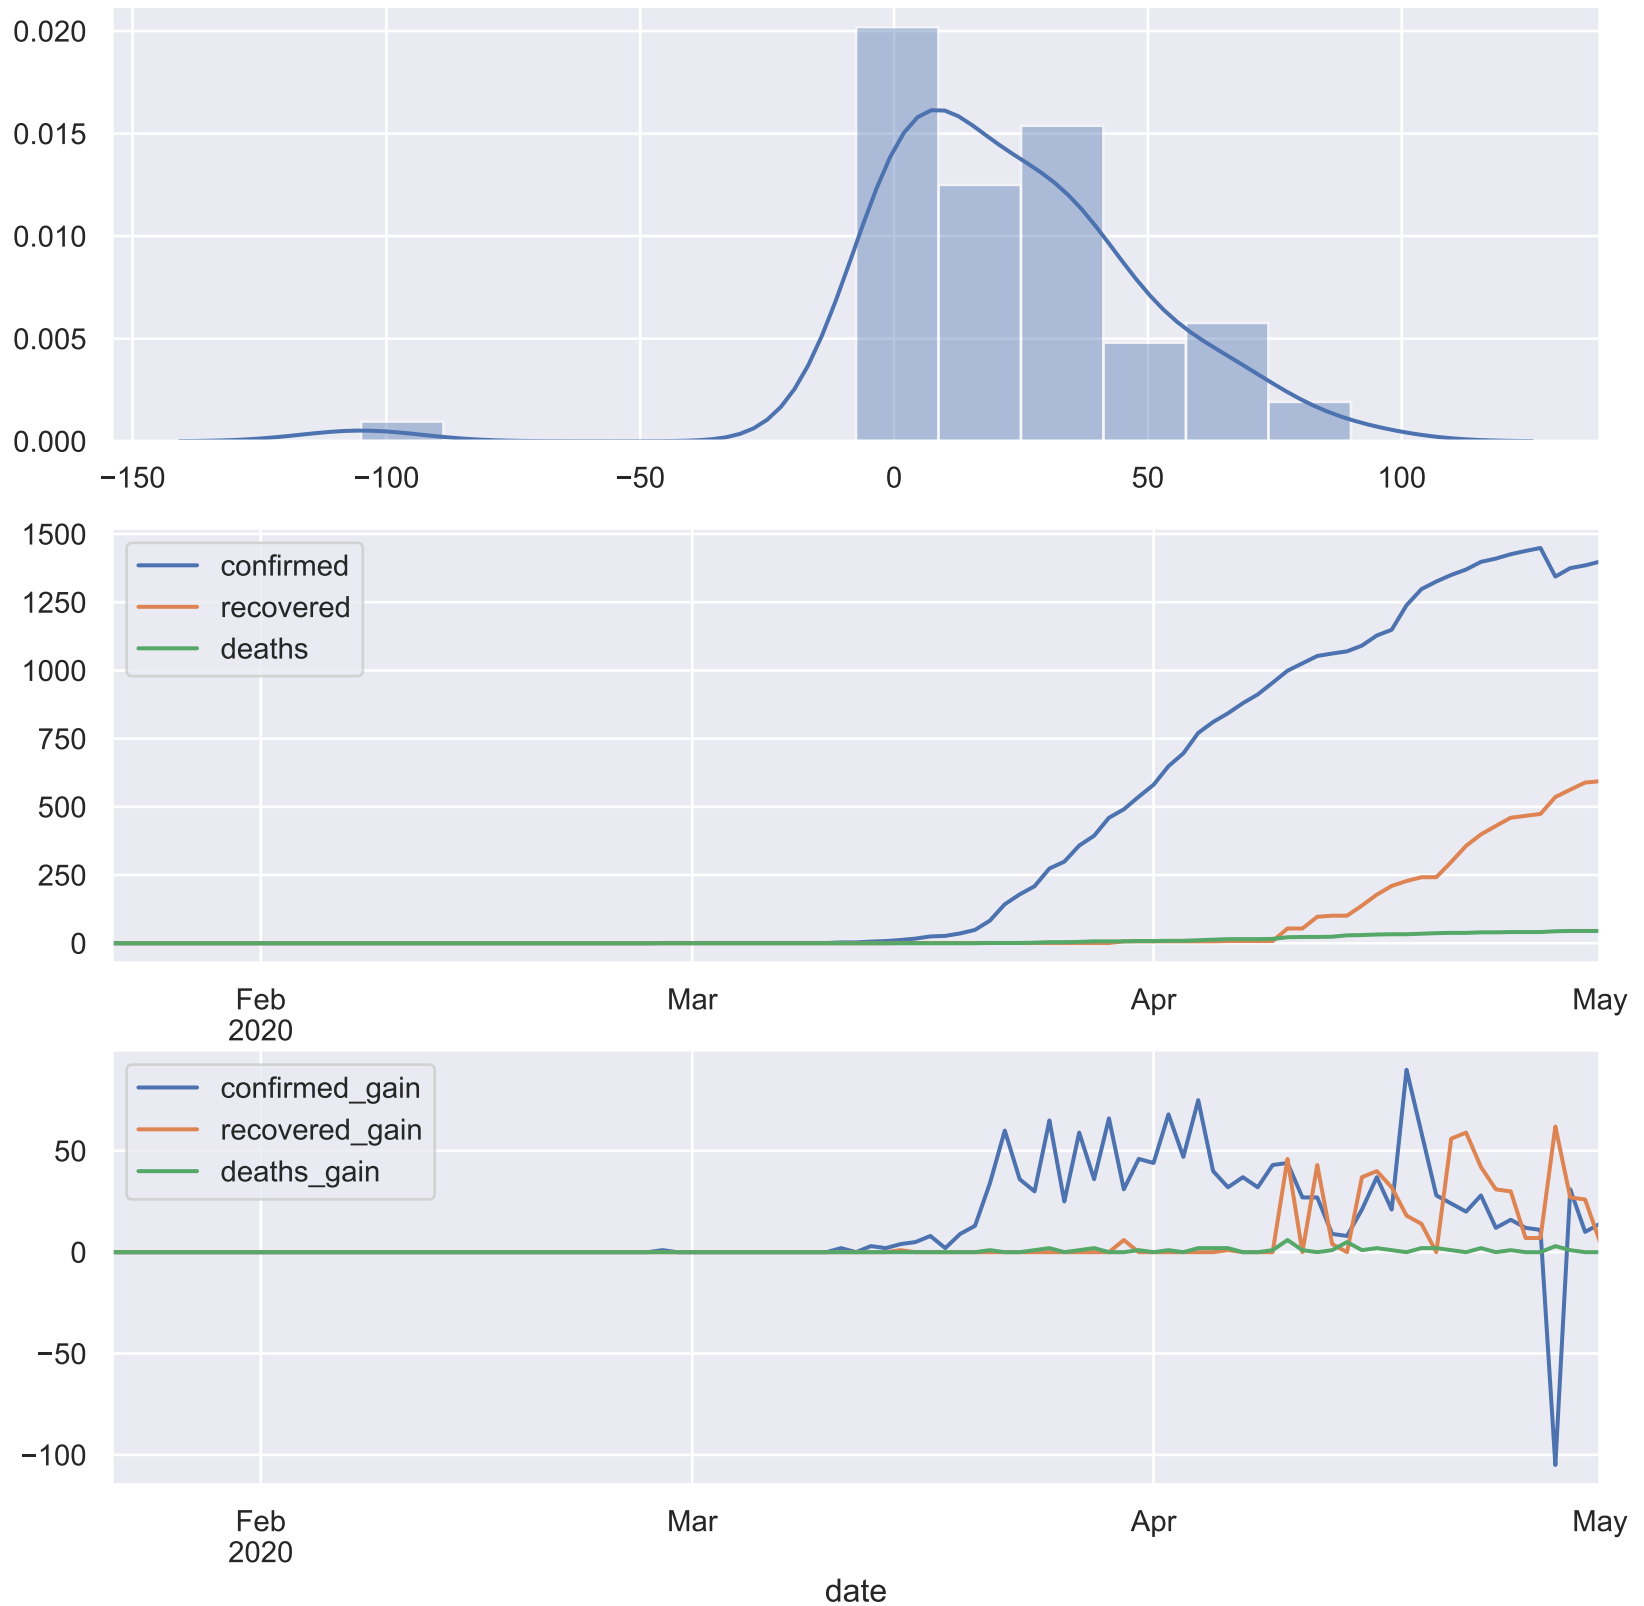 0.020
0.015
0.010
0.005
0.000
−150 −100 −50 0 50 100
1500
1250
1000
750
500
250
0
confirmed
recovered
deaths
Feb Mar Apr May
2020
confirmed_gain
recovered_gain
deaths_gain
50
0
−50
−100
Feb Mar Apr May
2020
date